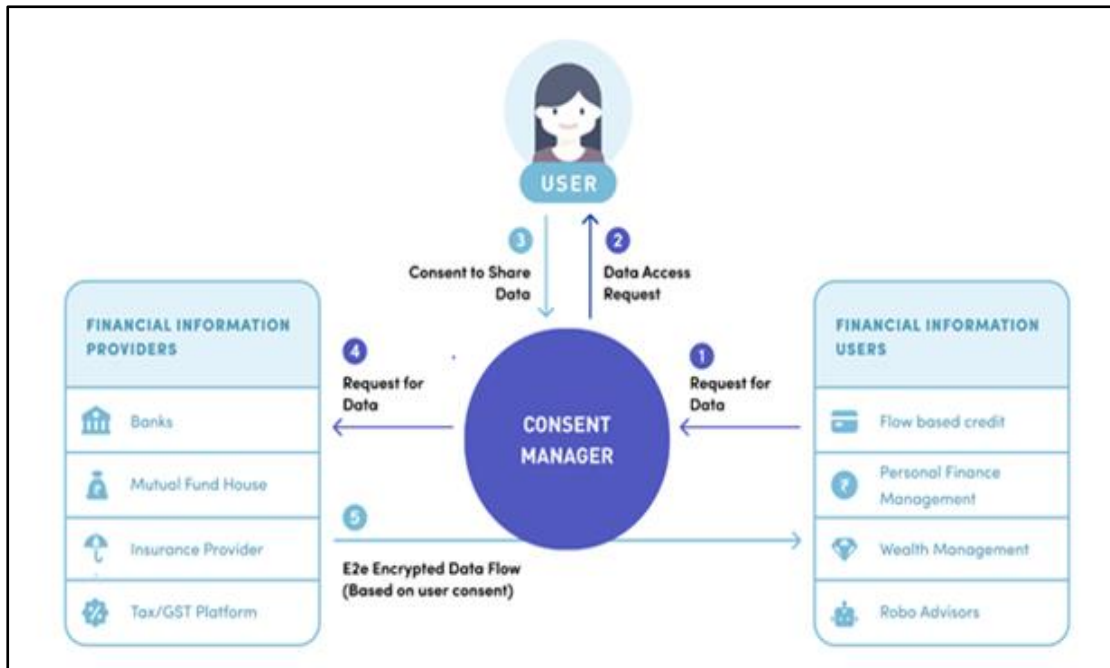 USER
3
Consent to Share
Data
2
Data Access
Request
FINANCIAL INFORMATION
PROVIDERS
Banks
Mutual Fund House
Insurance Provider
Tax/GST Platform
4
Request for
Data
CONSENT
MANAGER
1
Request for
Data
5
E2e Encrypted Data Flow
(Based on user consent)
FINANCIAL INFORMATION
USERS
Flow based credit
Personal Finance
Management
Wealth Management
Robo Advisors